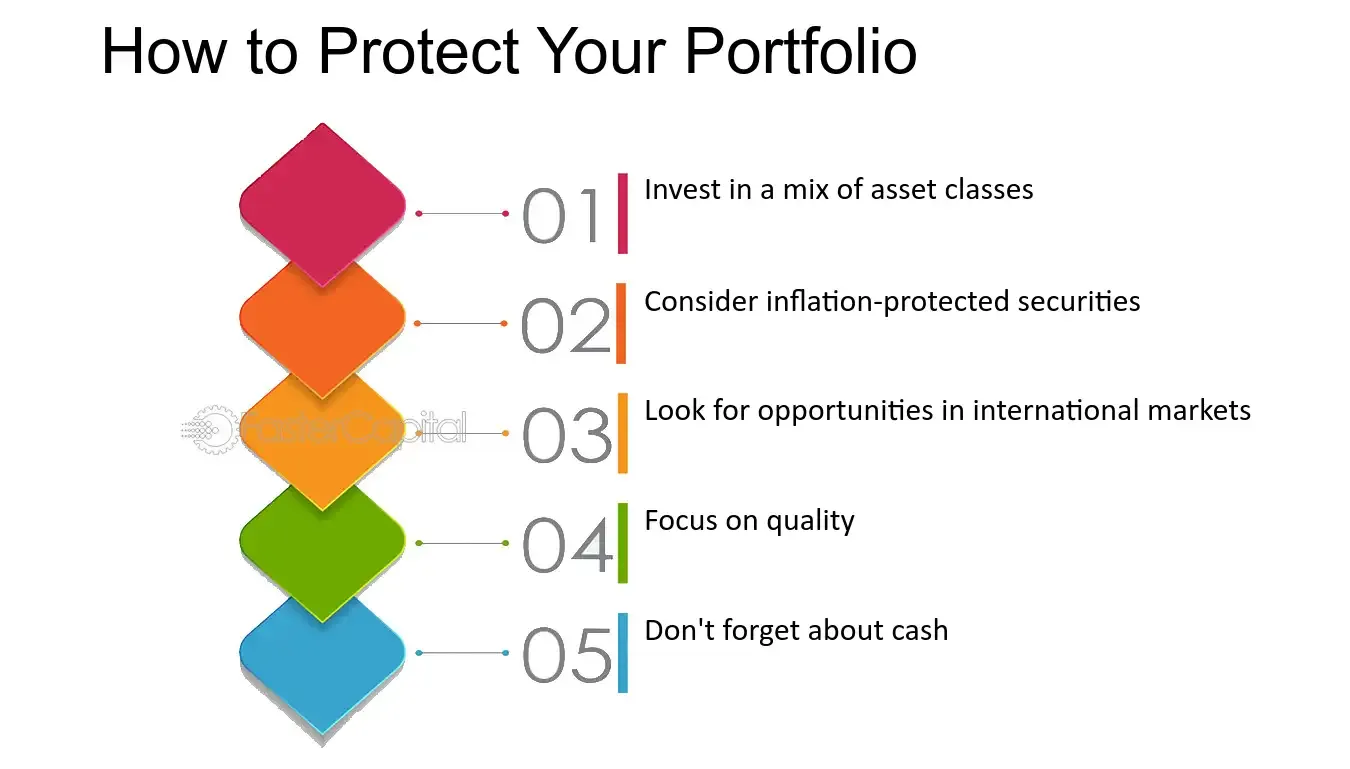 How to Protect Your Portfolio
01
Invest in a mix of asset classes
02
Consider inflation-protected securities
03
Look for opportunities in international markets
FasterCapital
04
Focus on quality
05
Don't forget about cash